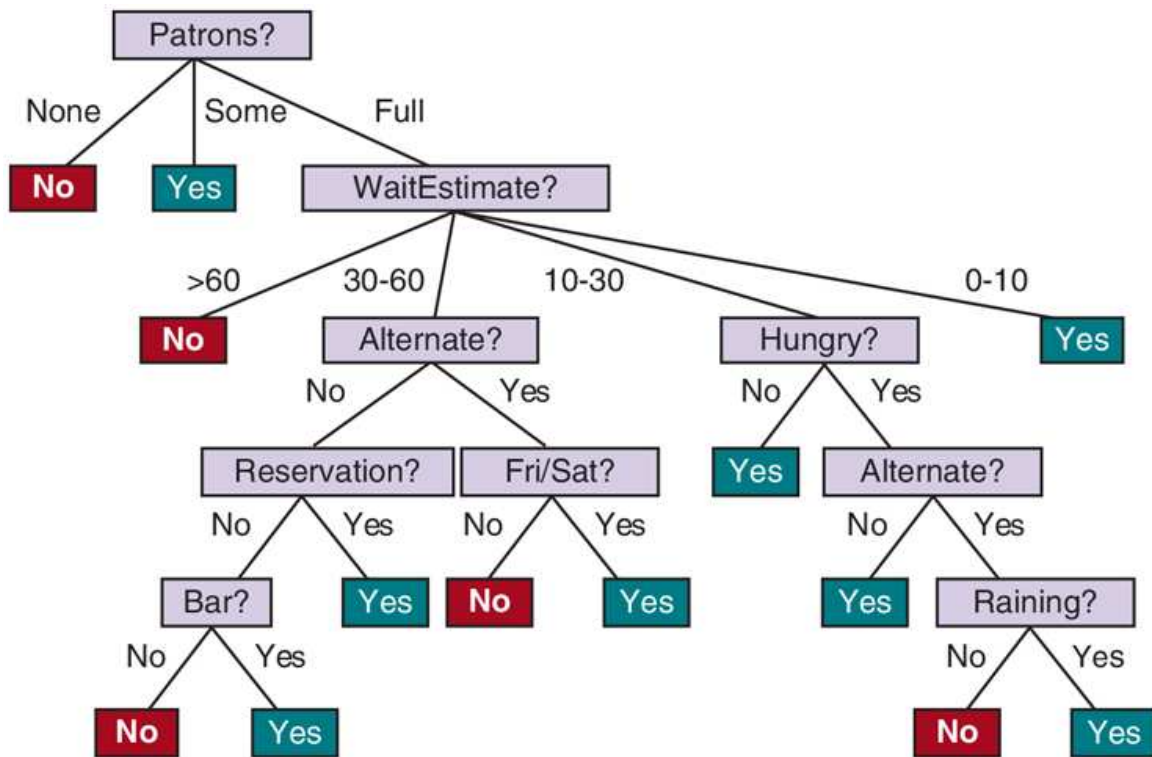 Patrons?
None Some Full
No Yes WaitEstimate?
>60 30-60 10-30 0-10
No Alternate? Hungry? Yes
No Yes No Yes
Reservation? Fri/Sat? Yes Alternate?
No Yes No Yes No Yes
Bar? Yes No Yes Yes Raining?
No Yes No Yes
No Yes No Yes